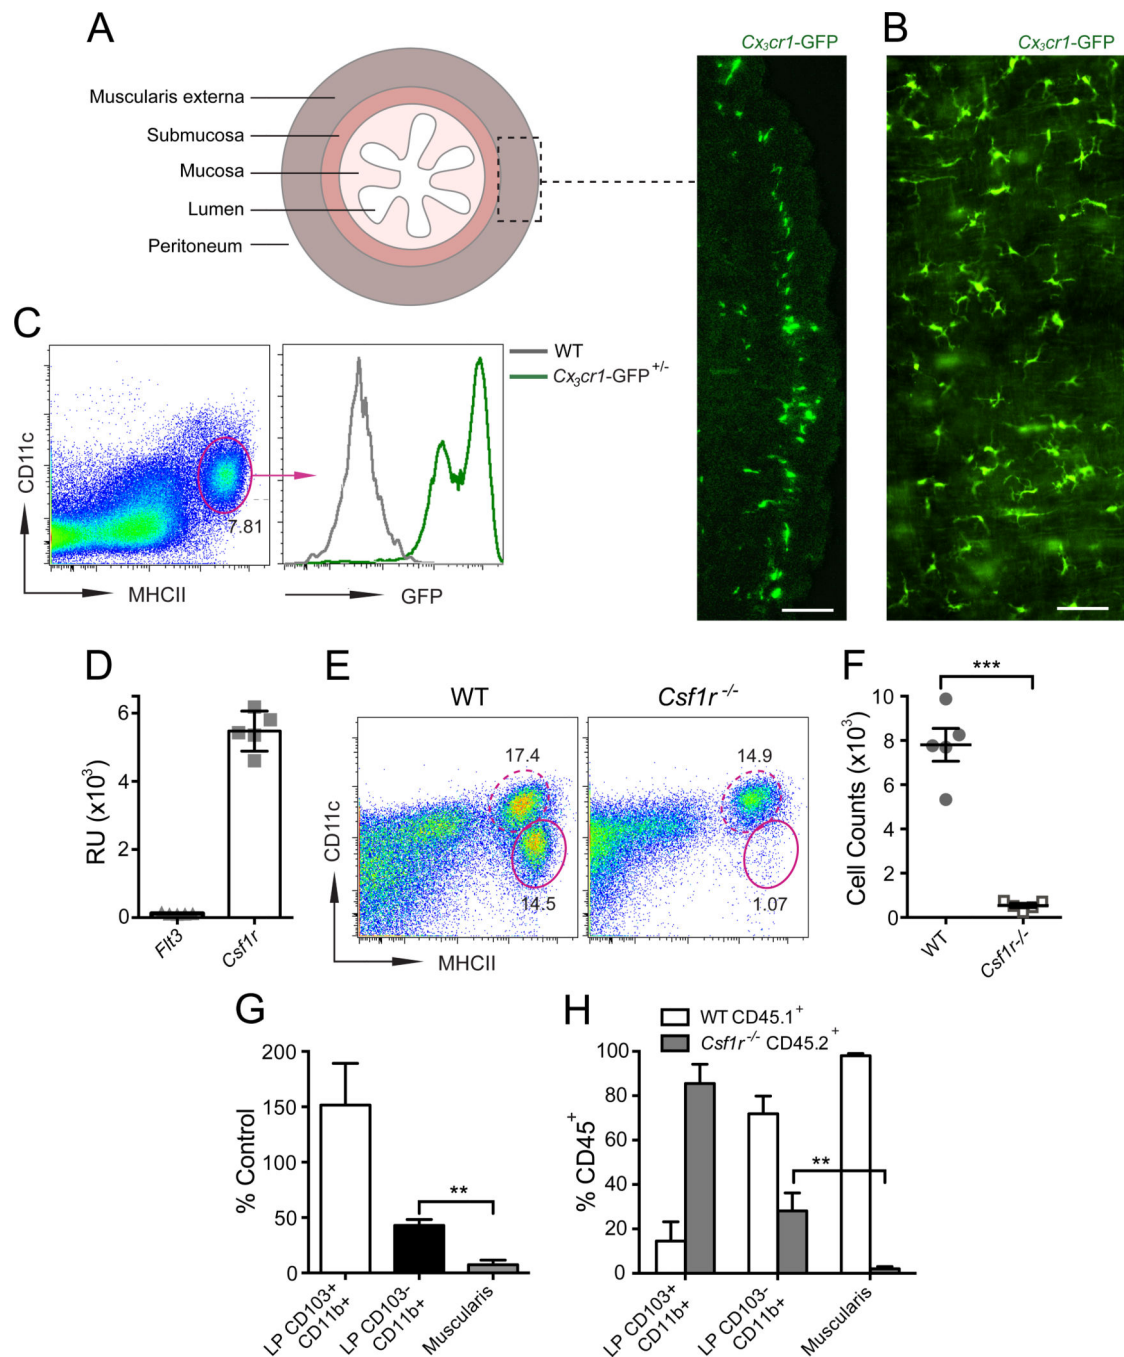 A
Muscularis externa
Submucosa
Mucosa
Lumen
Peritoneum
Cx₃cr1-GFP
B
Cx₃cr1-GFP
C
CD11c
7.81
MHCII
GFP
WT
Cx₃cr1-GFP⁺/⁻
D
RU (x10³)
6
4
2
0
Flt3
Csf1r
E
WT
Csf1r⁻/⁻
CD11c
17.4
14.5
14.9
1.07
MHCII
F
***
Cell Counts (x10³)
10
8
6
4
2
0
WT
Csf1r-/-
G
% Control
200
150
100
50
0
**
LP CD103+
CD11b+
LP CD103-
CD11b+
Muscularis
H
WT CD45.1⁺
Csf1r⁻/⁻ CD45.2⁺
% CD45⁺
100
80
60
40
20
0
**
LP CD103+
CD11b+
LP CD103-
CD11b+
Muscularis